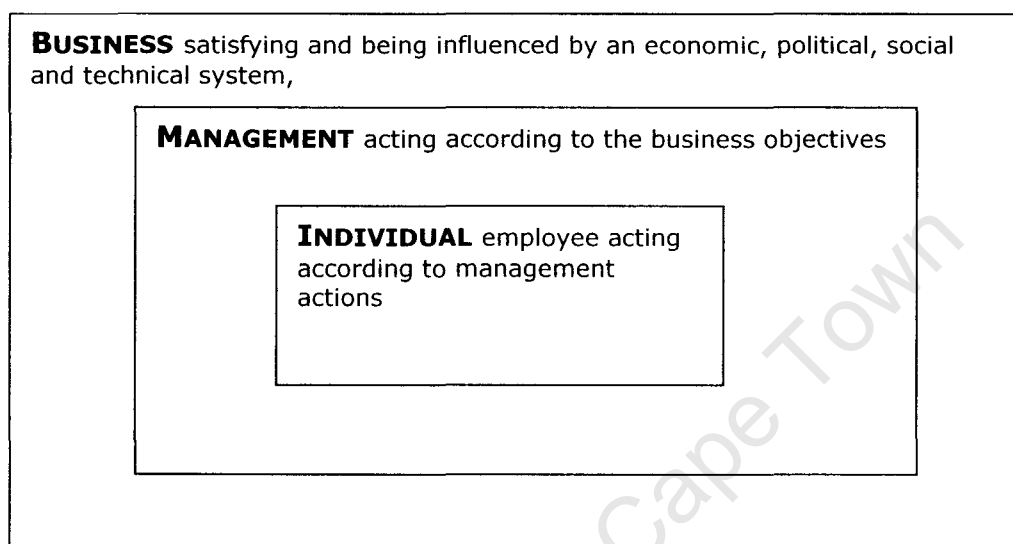 BUSINESS satisfying and being influenced by an economic, political, social
and technical system,
MANAGEMENT acting according to the business objectives
INDIVIDUAL employee acting
according to management
actions
Cape Town